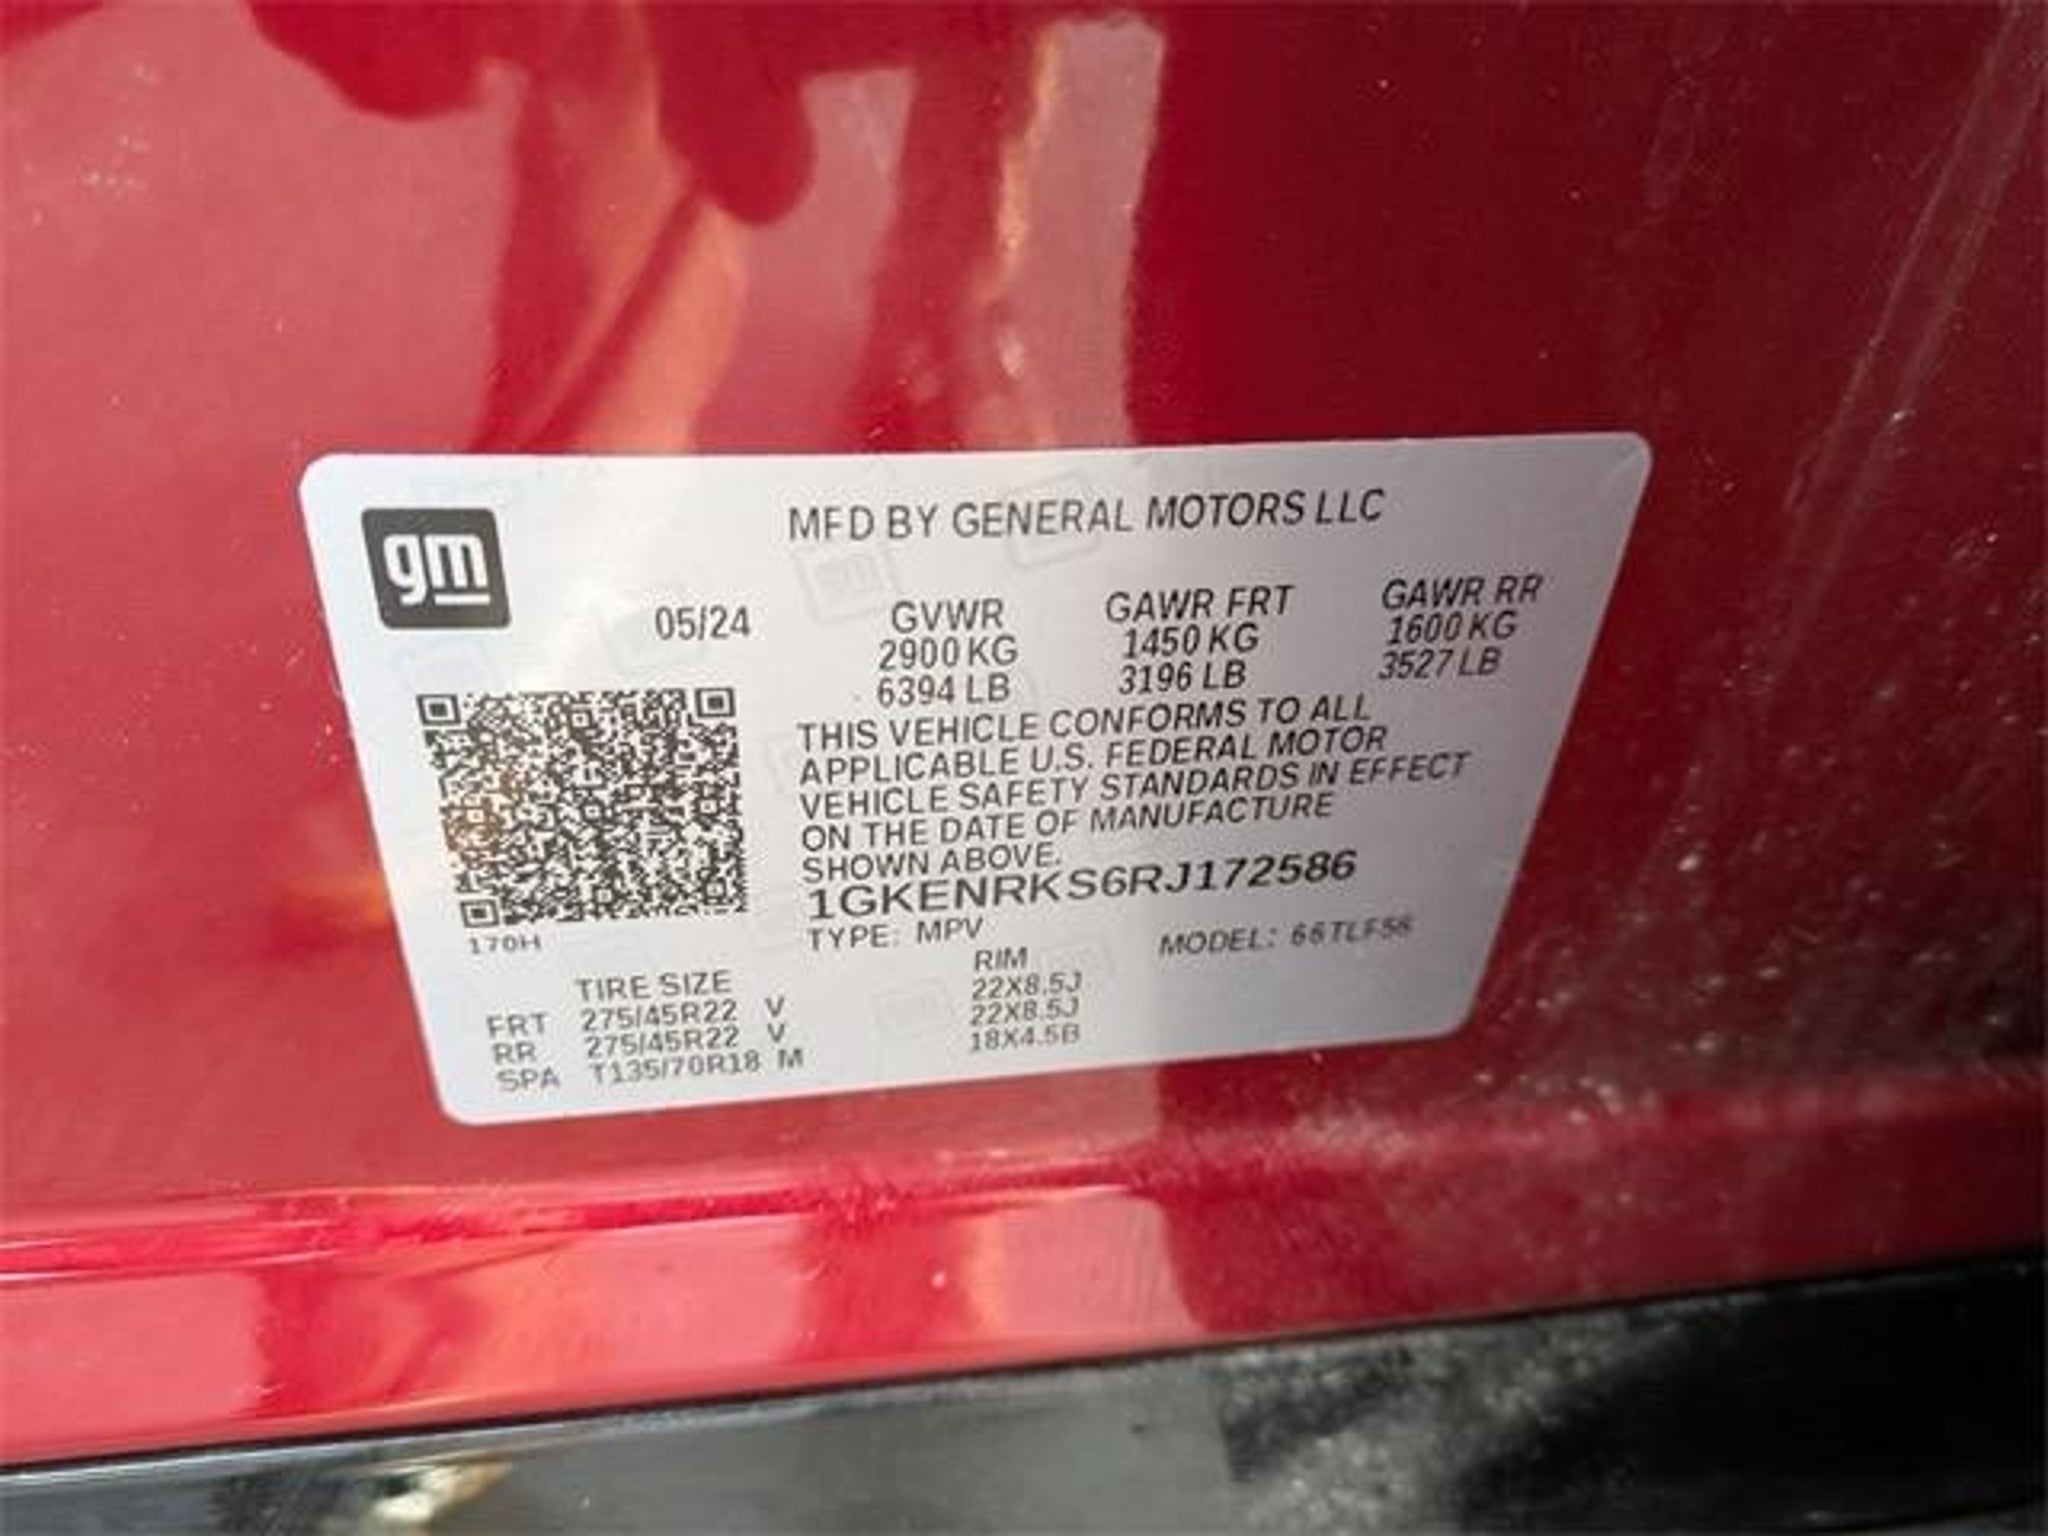 gm
MFD BY GENERAL MOTORS LLC
05/24
GVWR GAWR FRT GAWR RR
2900 KG 1450 KG 1600 KG
6394 LB 3196 LB 3527 LB
THIS VEHICLE CONFORMS TO ALL
APPLICABLE U.S. FEDERAL MOTOR
VEHICLE SAFETY STANDARDS IN EFFECT
ON THE DATE OF MANUFACTURE
SHOWN ABOVE.
1GKENRKS6RJ172586
170H
TYPE: MPV MODEL: 66TLF56
TIRE SIZE RIM
FRT 275/45R22 V 22X8.5J
RR 275/45R22 V 22X8.5J
SPA T135/70R18 M 18X4.5B